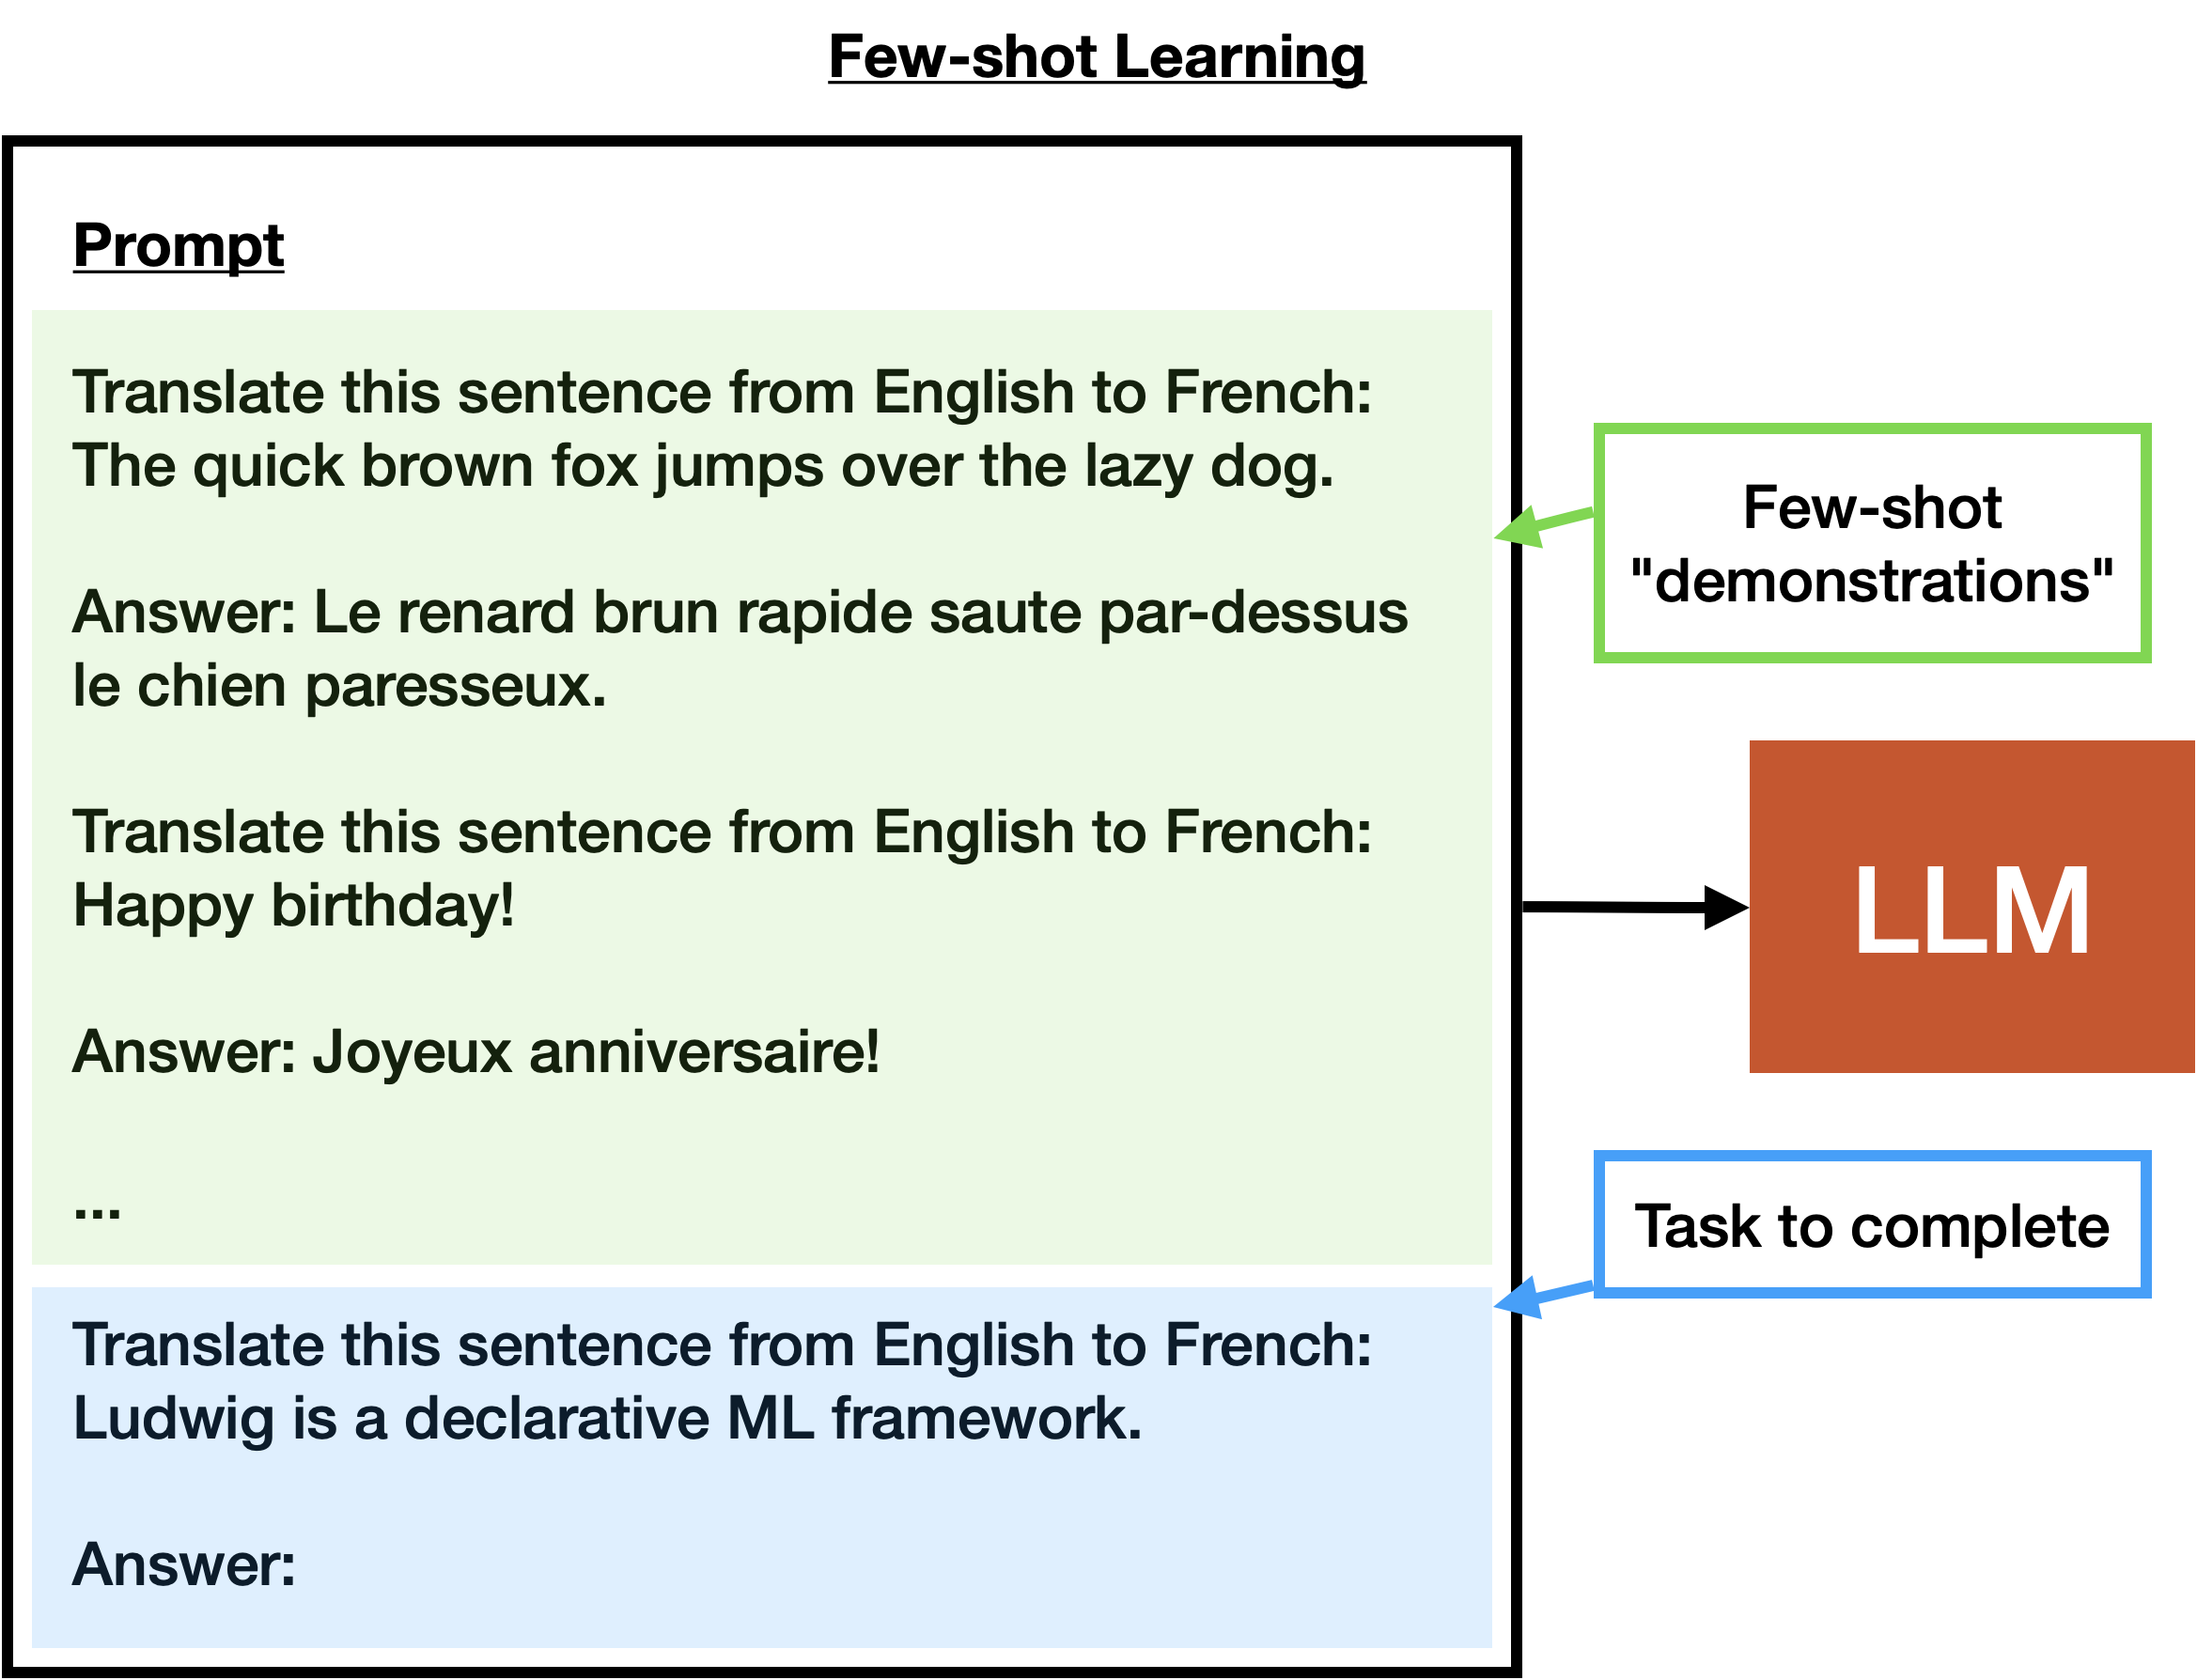 Few-shot Learning
Prompt
Translate this sentence from English to French:
The quick brown fox jumps over the lazy dog.
Answer: Le renard brun rapide saute par-dessus
le chien paresseux.
Translate this sentence from English to French:
Happy birthday!
Answer: Joyeux anniversaire!
...
Translate this sentence from English to French:
Ludwig is a declarative ML framework.
Answer:
Few-shot
"demonstrations"
LLM
Task to complete